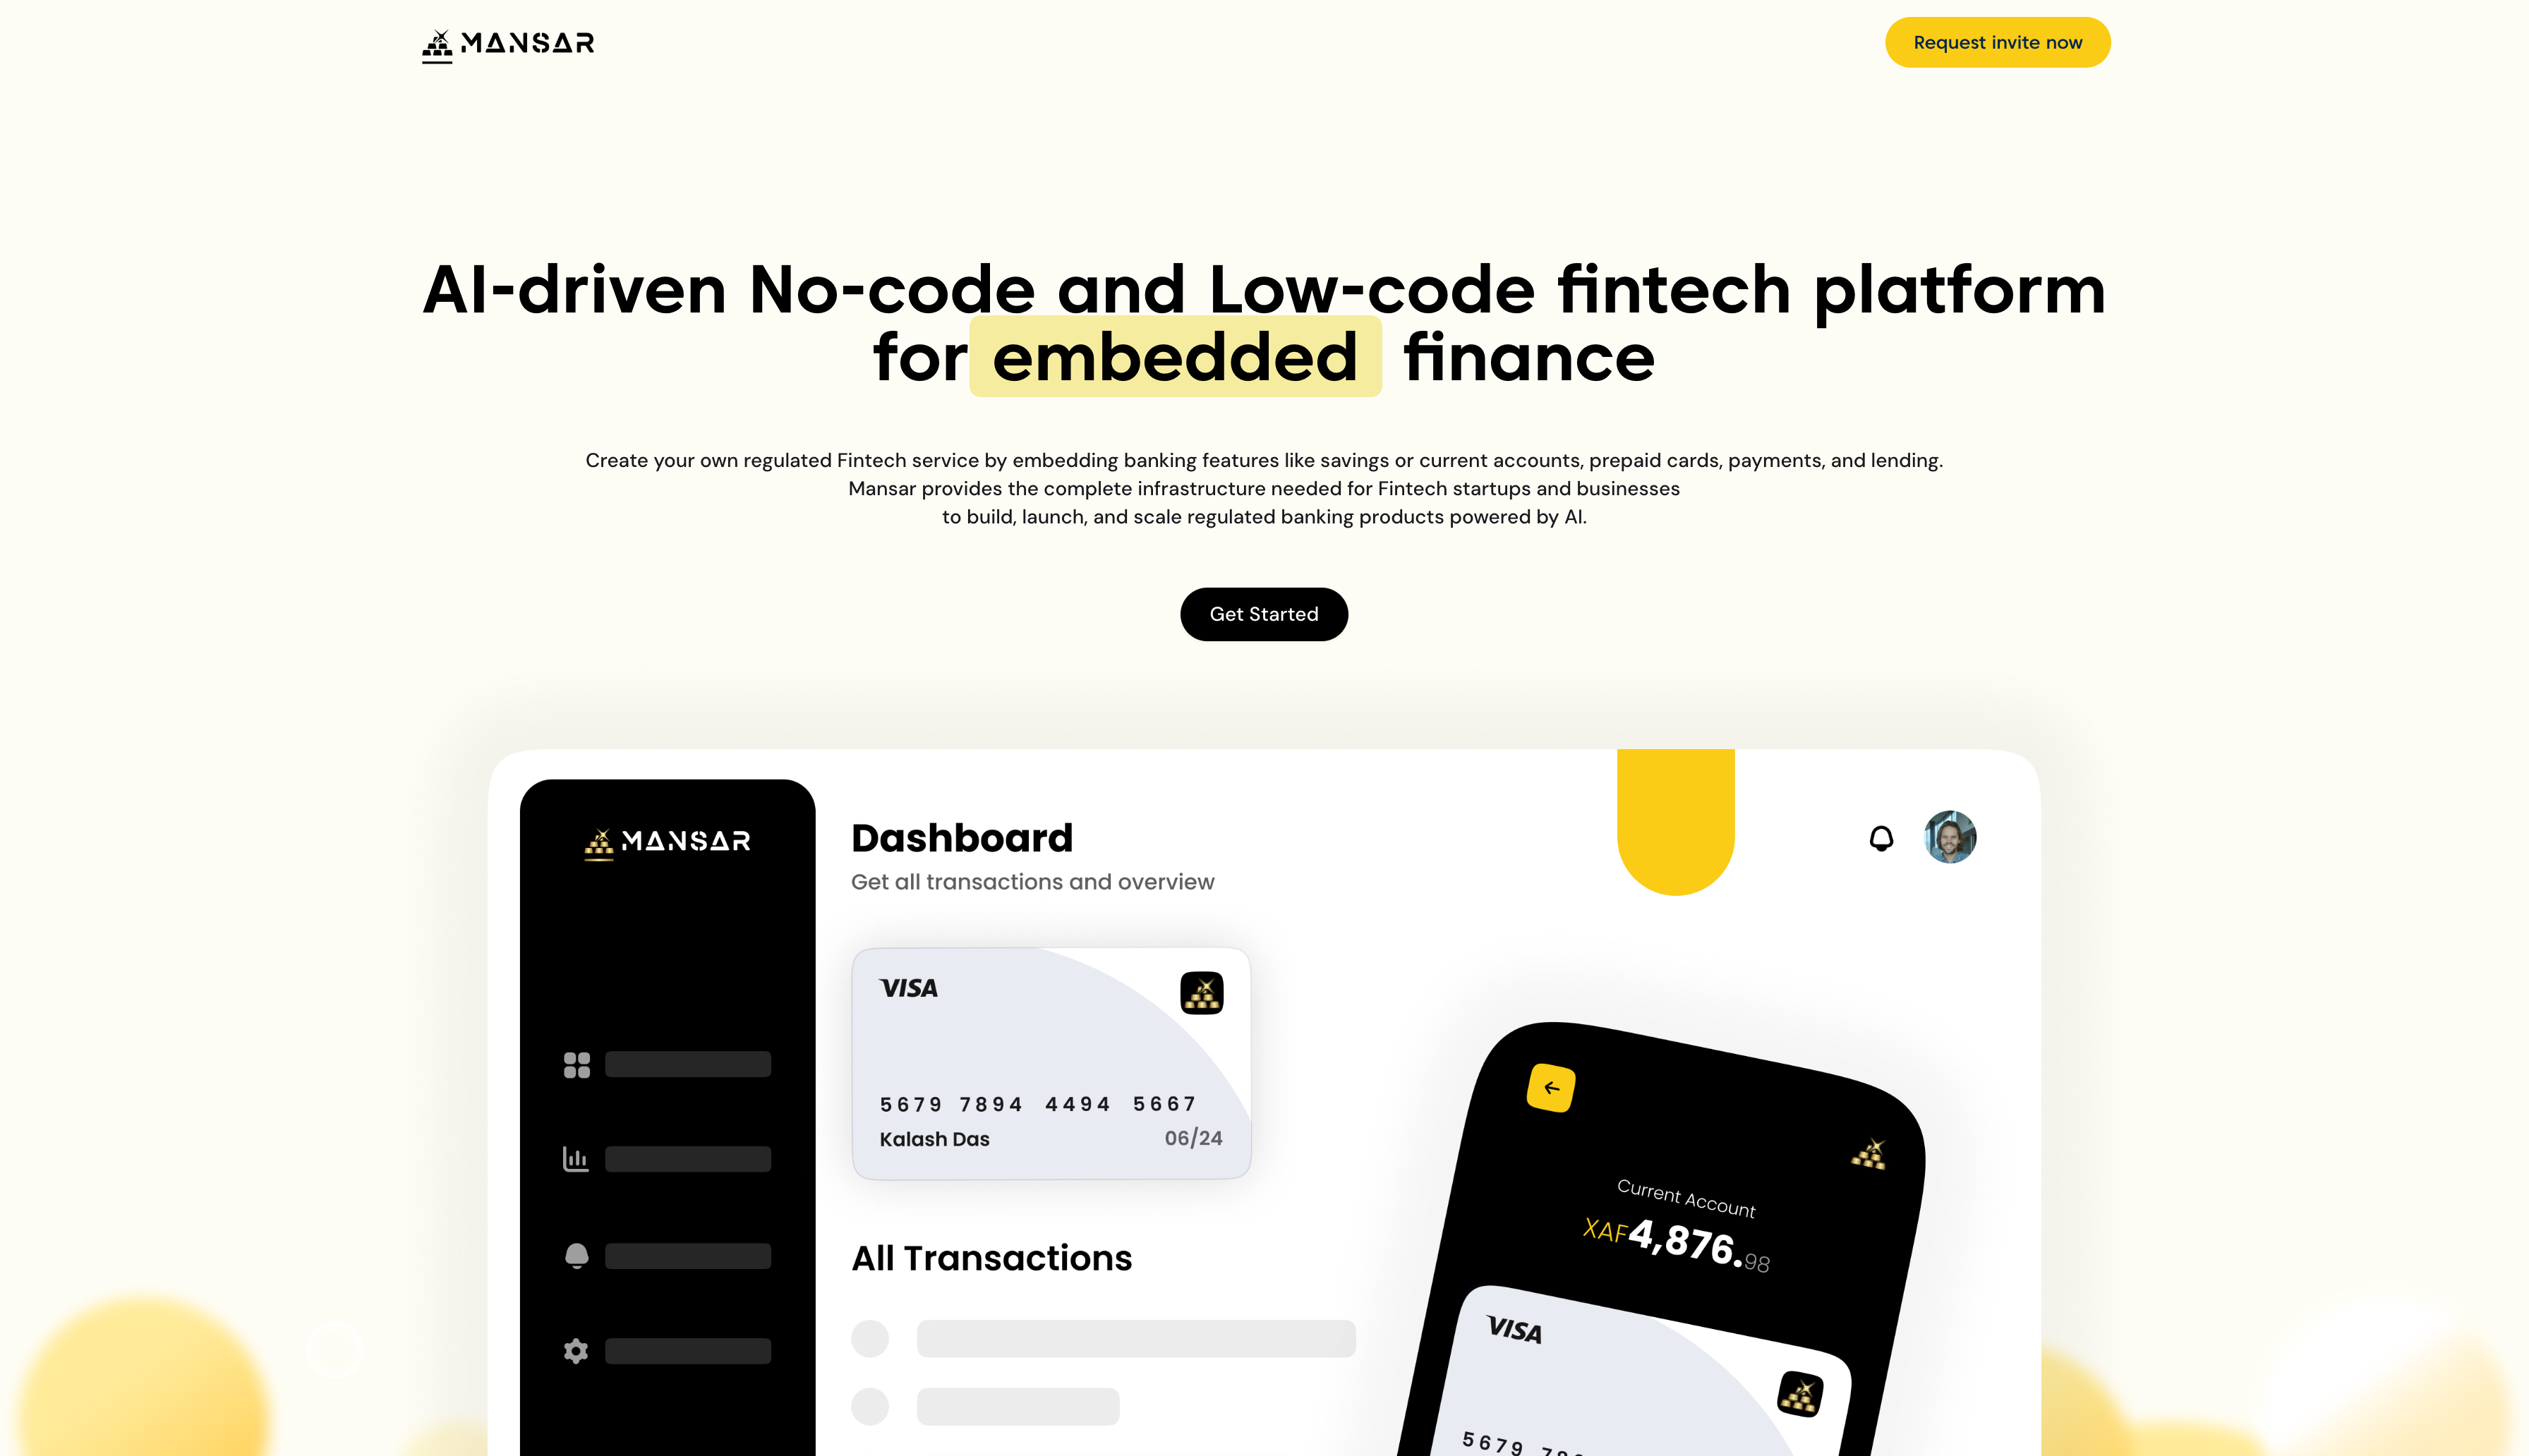 MANSAR
Request invite now
AI-driven No-code and Low-code fintech platform
for embedded finance
Create your own regulated Fintech service by embedding banking features like savings or current accounts, prepaid cards, payments, and lending.
Mansar provides the complete infrastructure needed for Fintech startups and businesses
to build, launch, and scale regulated banking products powered by AI.
Get Started
MANSAR
Dashboard
Get all transactions and overview
VISA
5679 7894 4494 5667
Kalash Das 06/24
All Transactions
Current Account
XAF4,876.98
VISA
5679